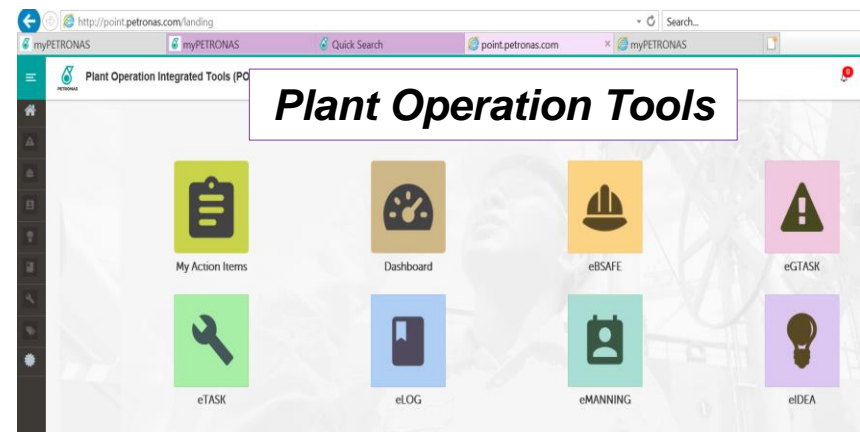 http://point.petronas.com/landing
Search...
myPETRONAS
myPETRONAS
Quick Search
point.petronas.com
myPETRONAS
PETRONAS
Plant Operation Integrated Tools (PO
0
Plant Operation Tools
My Action Items
Dashboard
eBSAFE
eGTASK
eTASK
eLOG
eMANNING
eIDEA